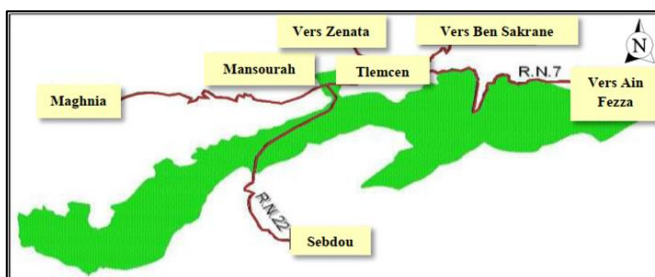 Vers Zenata
Vers Ben Sakrane
N
Mansourah
Tlemcen
R.N.7
Vers Ain
Fezza
Maghnia
R.N.22
Sebdou